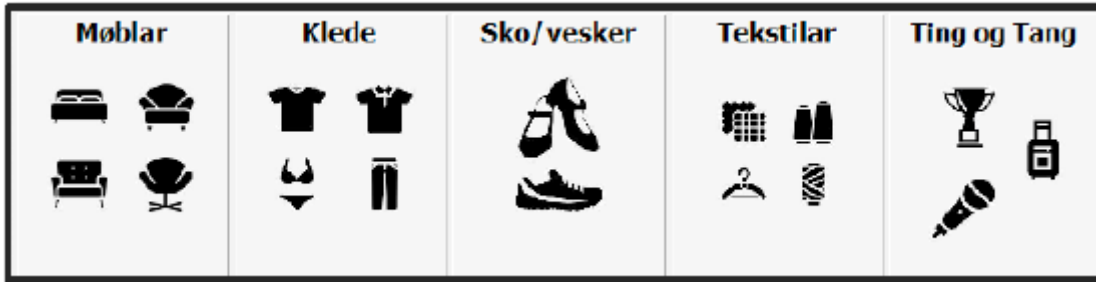 Møblar
Klede
Sko/vesker
Tekstilar
Ting og Tang